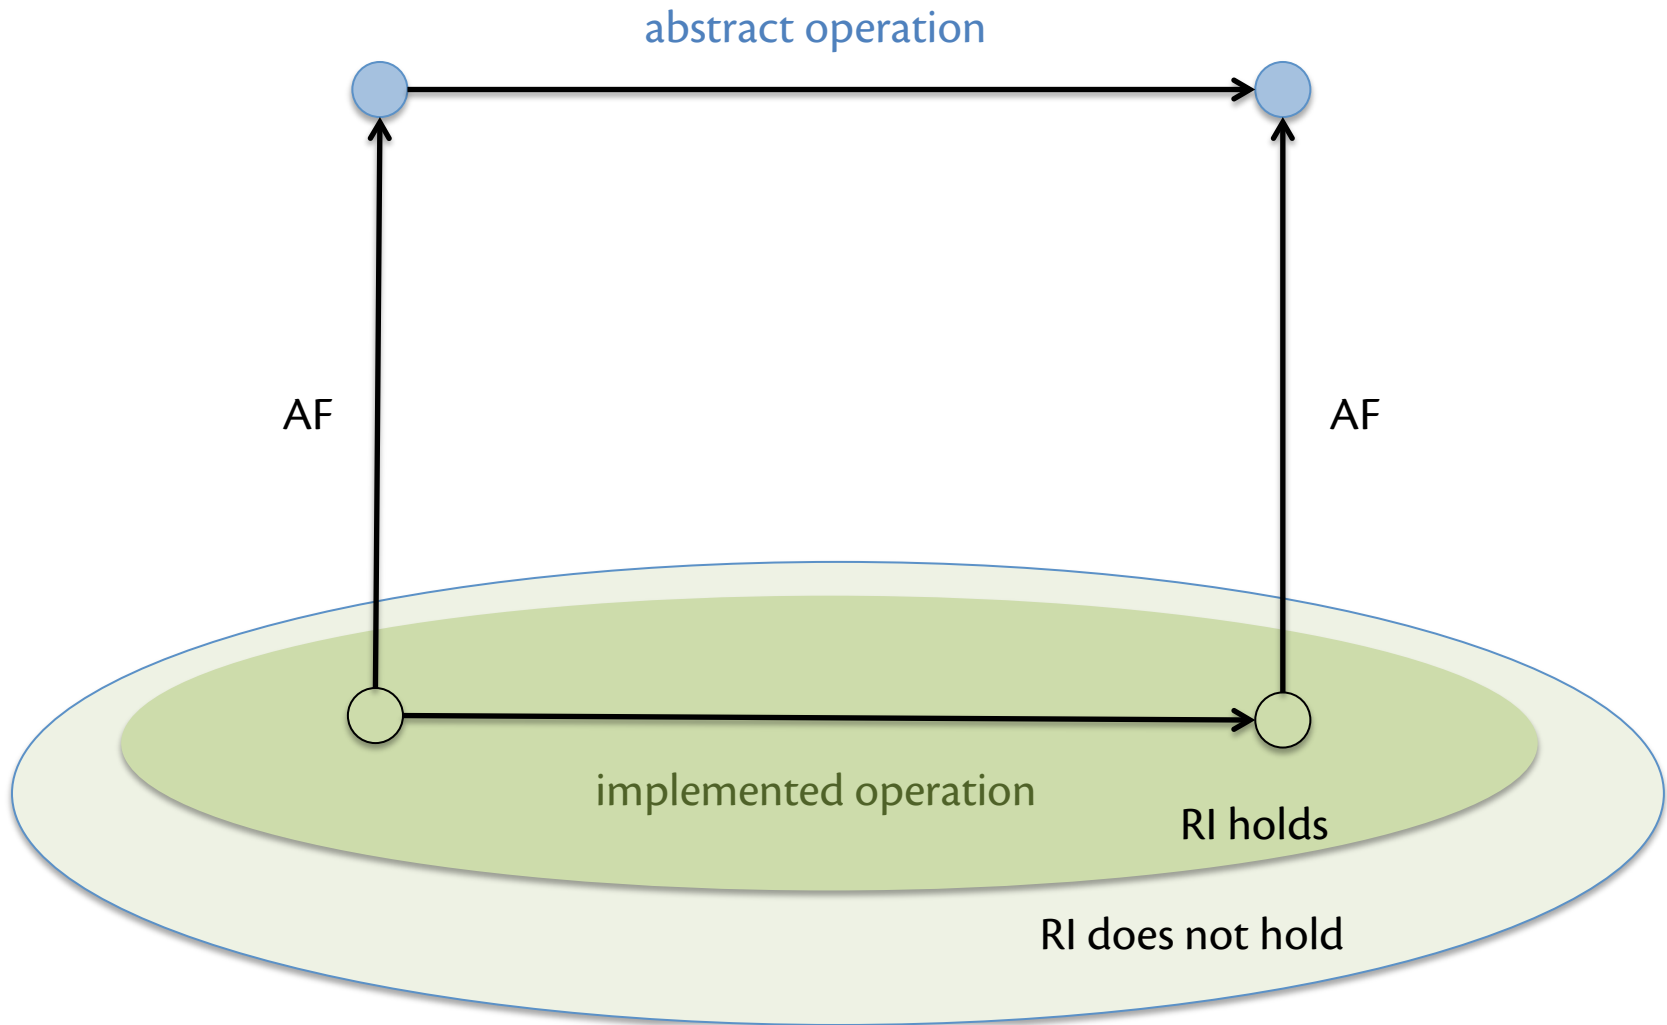 abstract operation
AF
AF
implemented operation
RI holds
RI does not hold